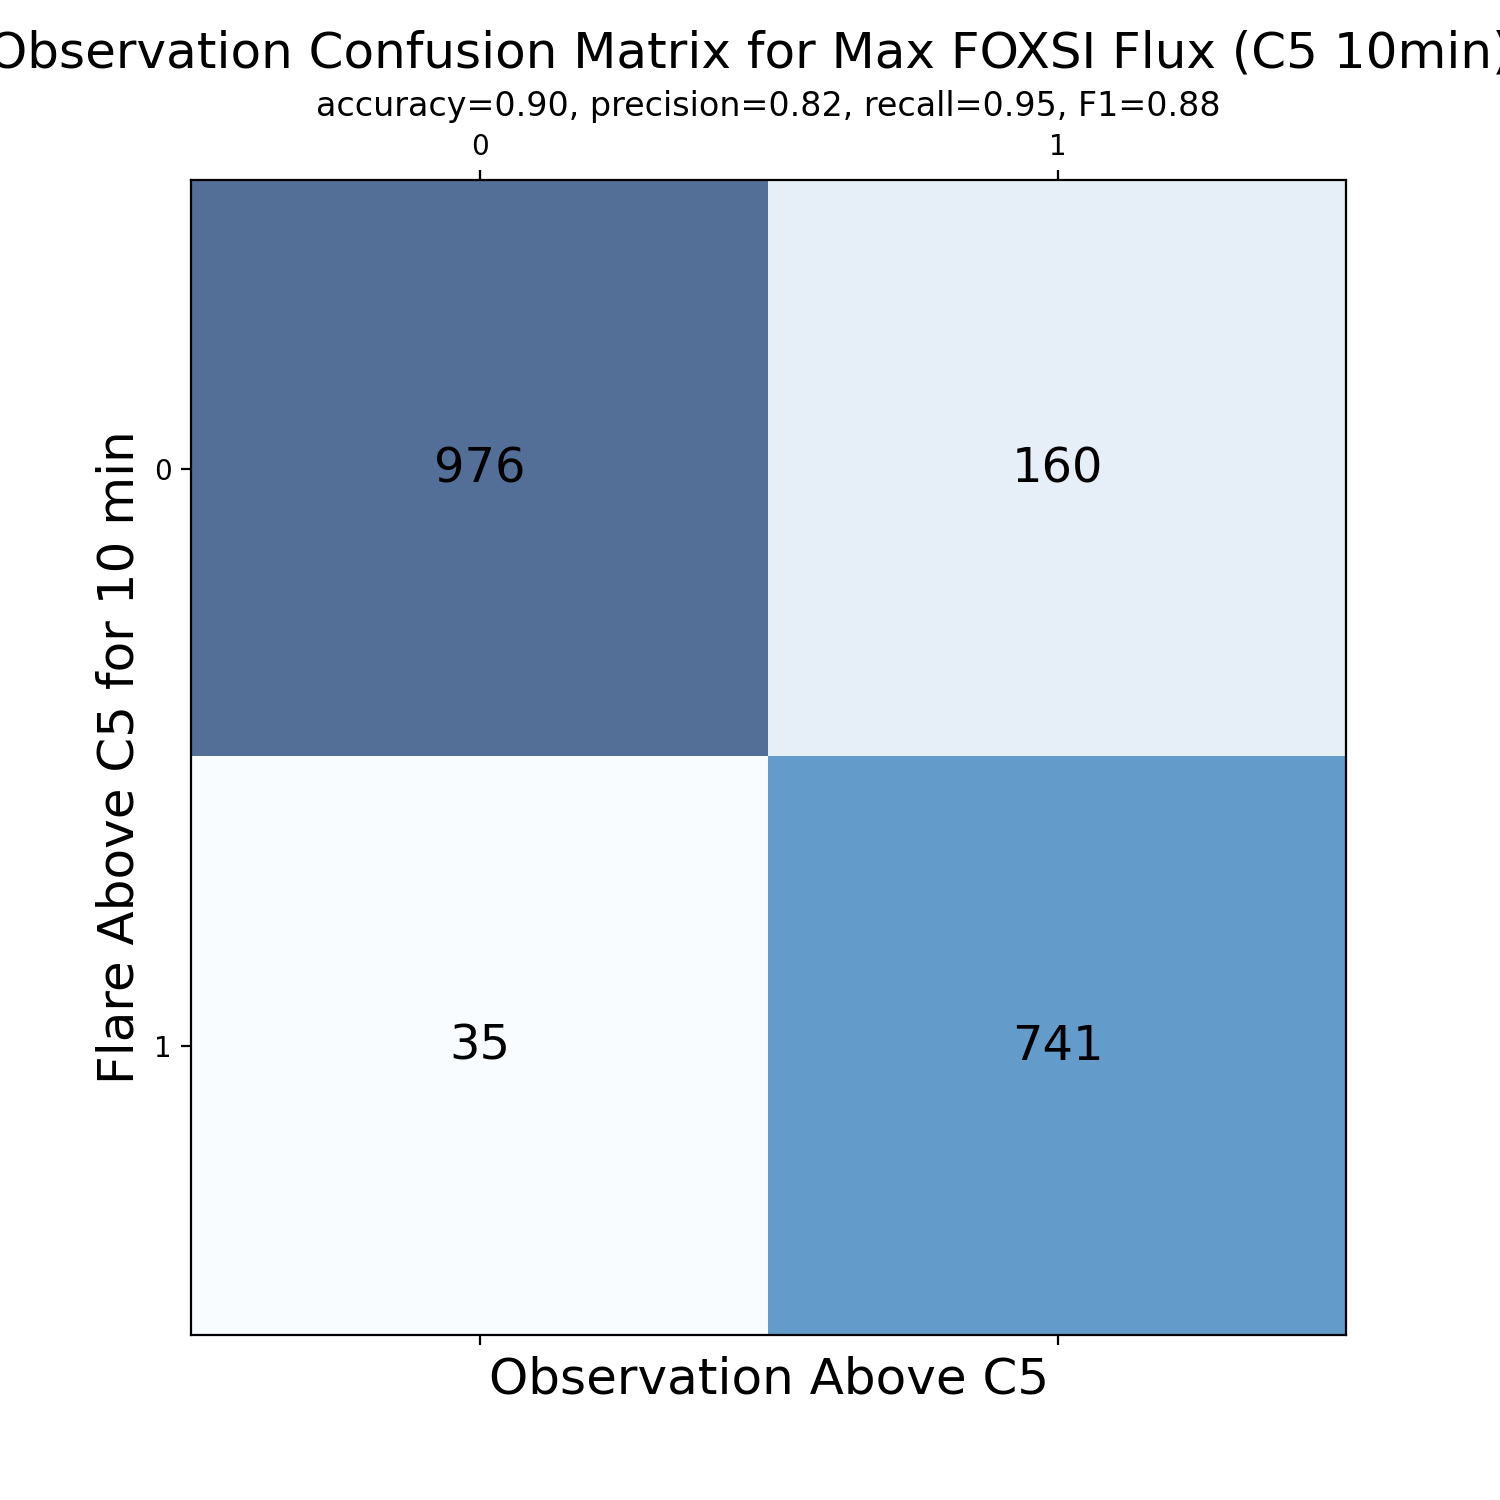 Observation Confusion Matrix for Max FOXSI Flux (C5 10min)
accuracy=0.90, precision=0.82, recall=0.95, F1=0.88
0 1
Flare Above C5 for 10 min
0 976 160
1 35 741
Observation Above C5